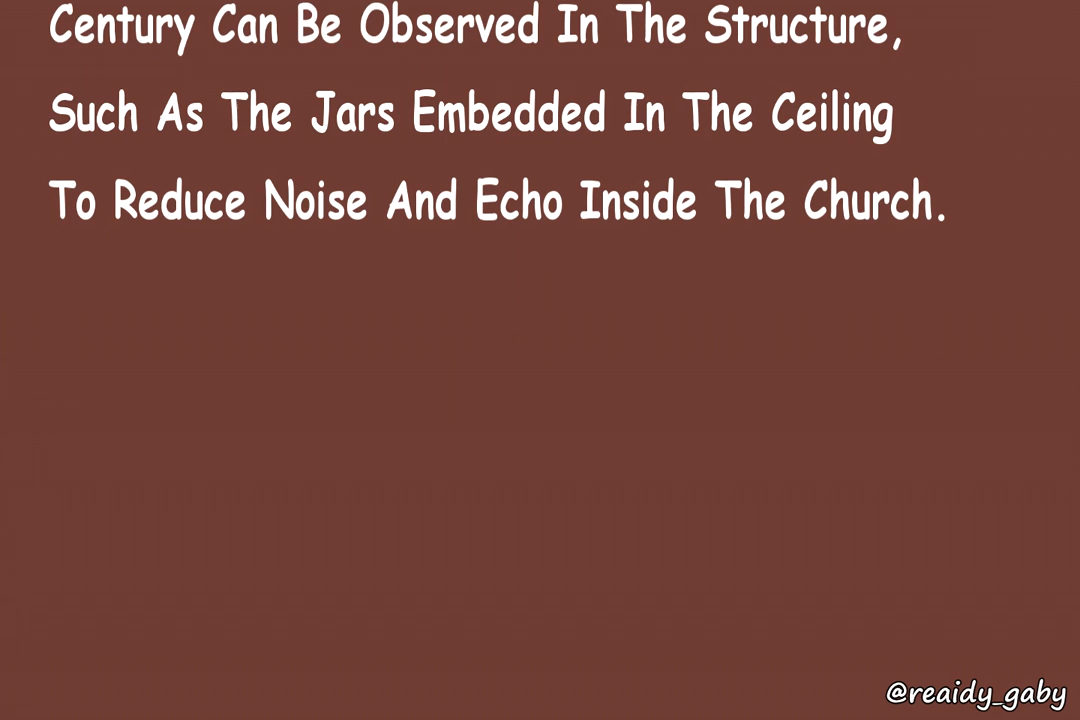 Century Can Be Observed In The Structure,
Such As The Jars Embedded In The Ceiling
To Reduce Noise And Echo Inside The Church.
@reaidy_gaby